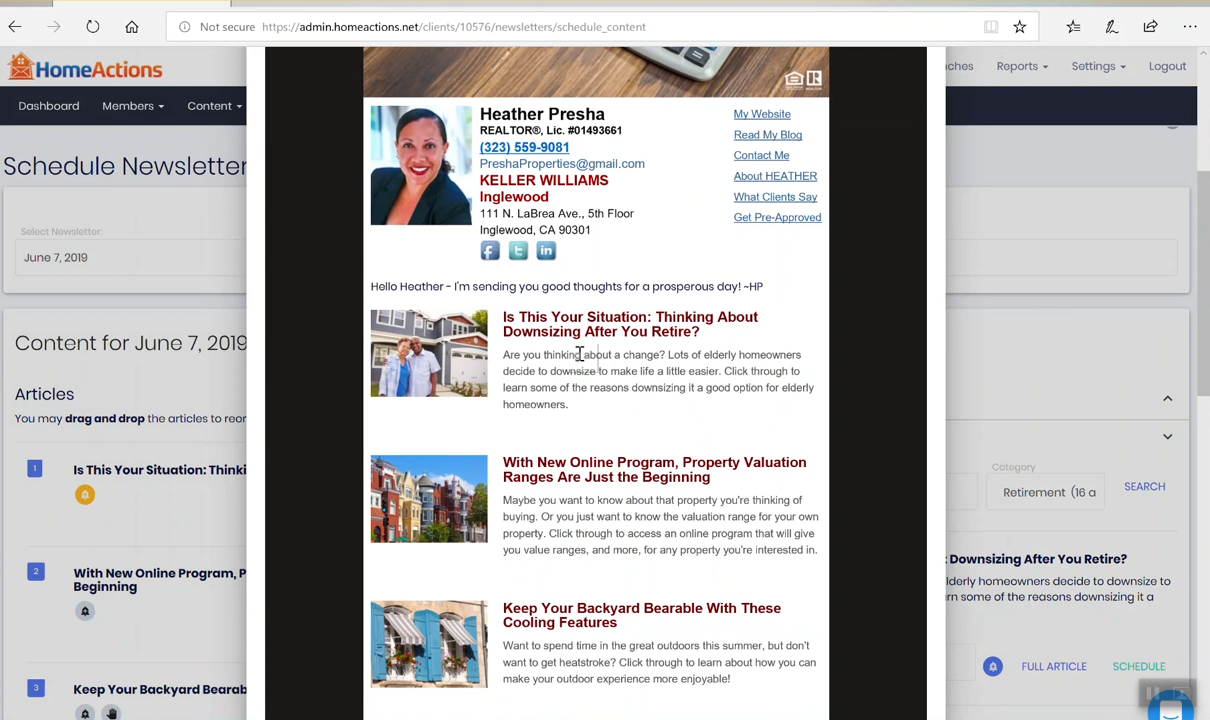 Not secure https://admin.homeactions.net/clients/10576/newsletters/schedule_content
HomeActions
Reports
Settings
Logout
Dashboard
Members
Content
Schedule Newsletter
Select Newsletter:
June 7, 2019
Content for June 7, 2019
Articles
You may drag and drop the articles to reor
1
Is This Your Situation: Thinki
2
With New Online Program, P
Beginning
3
Keep Your Backyard Bearab
Heather Presha
REALTOR®, Lic. #01493661
(323) 559-9081
PreshaProperties@gmail.com
KELLER WILLIAMS
Inglewood
111 N. LaBrea Ave., 5th Floor
Inglewood, CA 90301
My Website
Read My Blog
Contact Me
About HEATHER
What Clients Say
Get Pre-Approved
Hello Heather - I'm sending you good thoughts for a prosperous day! ~HP
Is This Your Situation: Thinking About
Downsizing After You Retire?
Are you thinking about a change? Lots of elderly homeowners
decide to downsize to make life a little easier. Click through to
learn some of the reasons downsizing it a good option for elderly
homeowners.
With New Online Program, Property Valuation
Ranges Are Just the Beginning
Maybe you want to know about that property you're thinking of
buying. Or you just want to know the valuation range for your own
property. Click through to access an online program that will give
you value ranges, and more, for any property you're interested in.
Keep Your Backyard Bearable With These
Cooling Features
Want to spend time in the great outdoors this summer, but don't
want to get heatstroke? Click through to learn about how you can
make your outdoor experience more enjoyable!
Category
Retirement (16 a
SEARCH
Downsizing After You Retire?
lderly homeowners decide to downsize to
rn some of the reasons downsizing it a
FULL ARTICLE
SCHEDULE